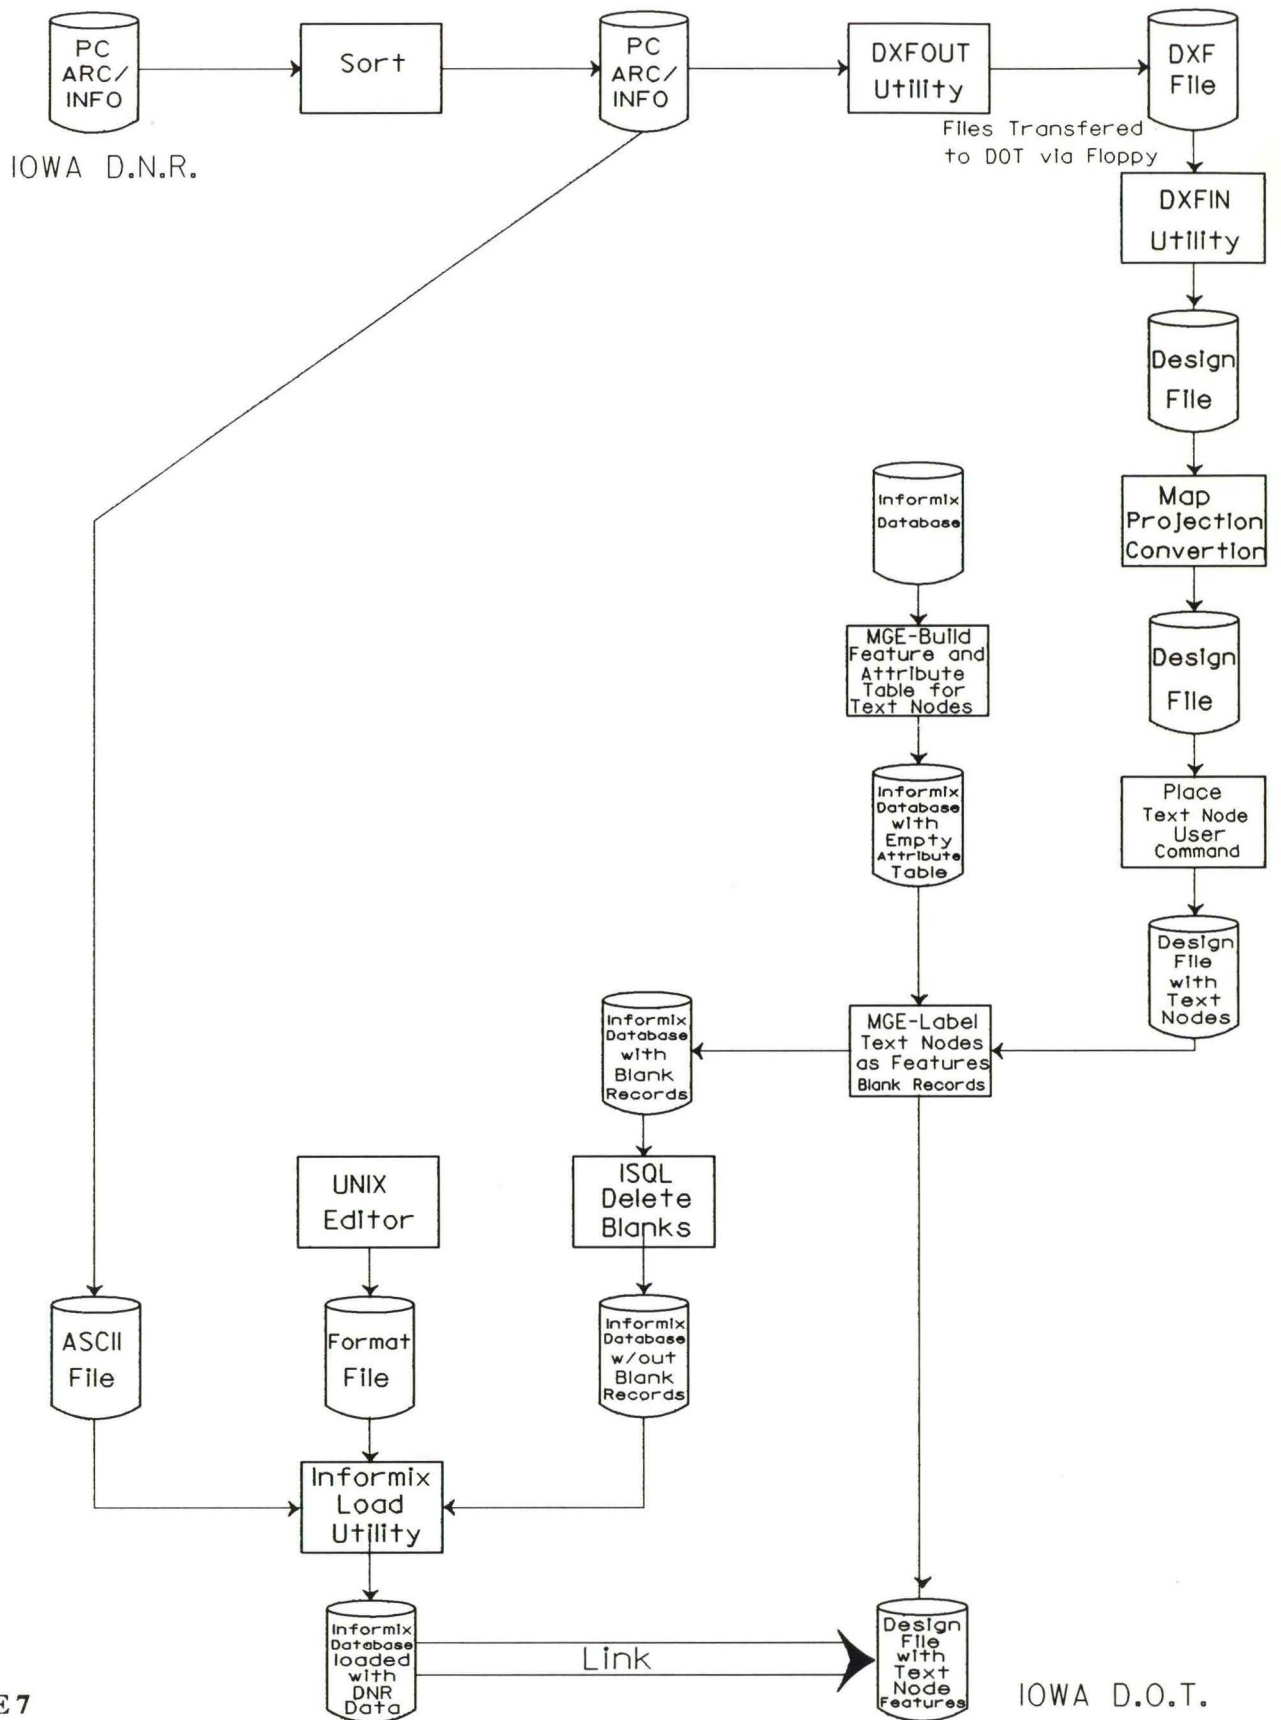 PC
ARC/
INFO
Sort
PC
ARC/
INFO
DXFOUT
Utility
DXF
File
IOWA D.N.R.
Files Transfered
to DOT via Floppy
DXFIN
Utility
Design
File
Map
Projection
Convertion
Informix
Database
Design
File
MGE-Build
Feature and
Attribute
Table for
Text Nodes
Place
Text Node
User
Command
Informix
Database
with
Empty
Attribute
Table
Design
File
with
Text
Nodes
MGE-Label
Text Nodes
as Features
Blank Records
Informix
Database
with
Blank
Records
ISQL
Delete
Blanks
UNIX
Editor
ASCII
File
Format
File
Informix
Database
w/out
Blank
Records
Informix
Load
Utility
Informix
Database
loaded
with
DNR
Data
Link
Design
File
with
Text
Node
Features
IOWA D.O.T.
E 7